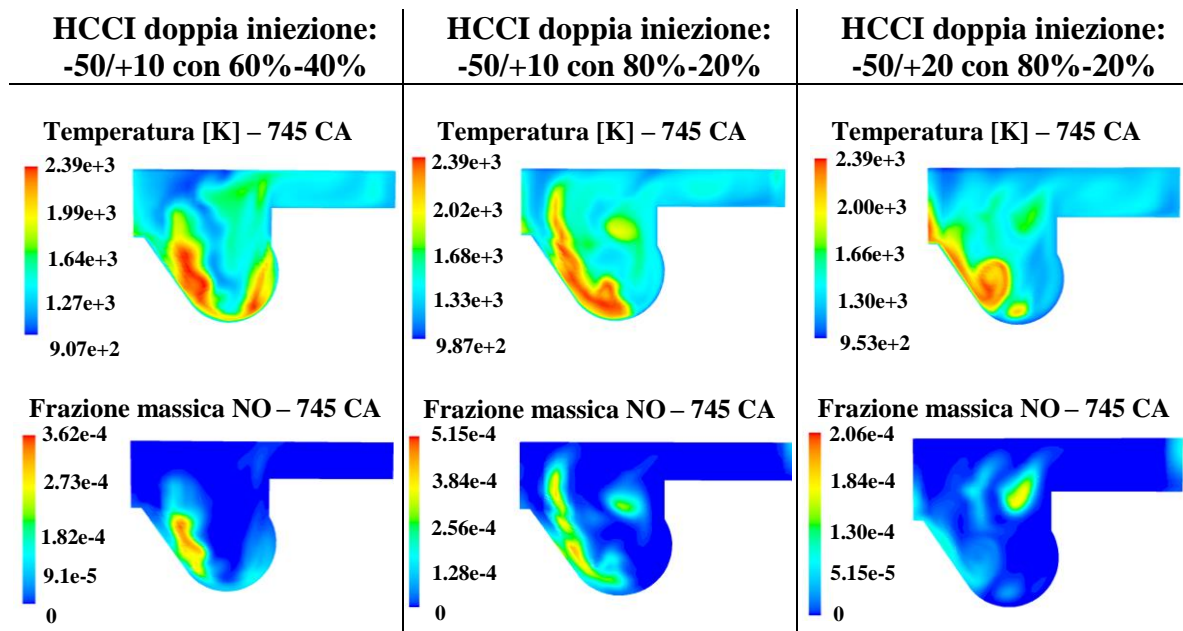 HCCI doppia iniezione:
-50/+10 con 60%-40%
HCCI doppia iniezione:
-50/+10 con 80%-20%
HCCI doppia iniezione:
-50/+20 con 80%-20%
Temperatura [K] – 745 CA
2.39e+3
1.99e+3
1.64e+3
1.27e+3
9.07e+2
Temperatura [K] – 745 CA
2.39e+3
2.02e+3
1.68e+3
1.33e+3
9.87e+2
Temperatura [K] – 745 CA
2.39e+3
2.00e+3
1.66e+3
1.30e+3
9.53e+2
Frazione massica NO – 745 CA
3.62e-4
2.73e-4
1.82e-4
9.1e-5
0
Frazione massica NO – 745 CA
5.15e-4
3.84e-4
2.56e-4
1.28e-4
0
Frazione massica NO – 745 CA
2.06e-4
1.84e-4
1.30e-4
5.15e-5
0